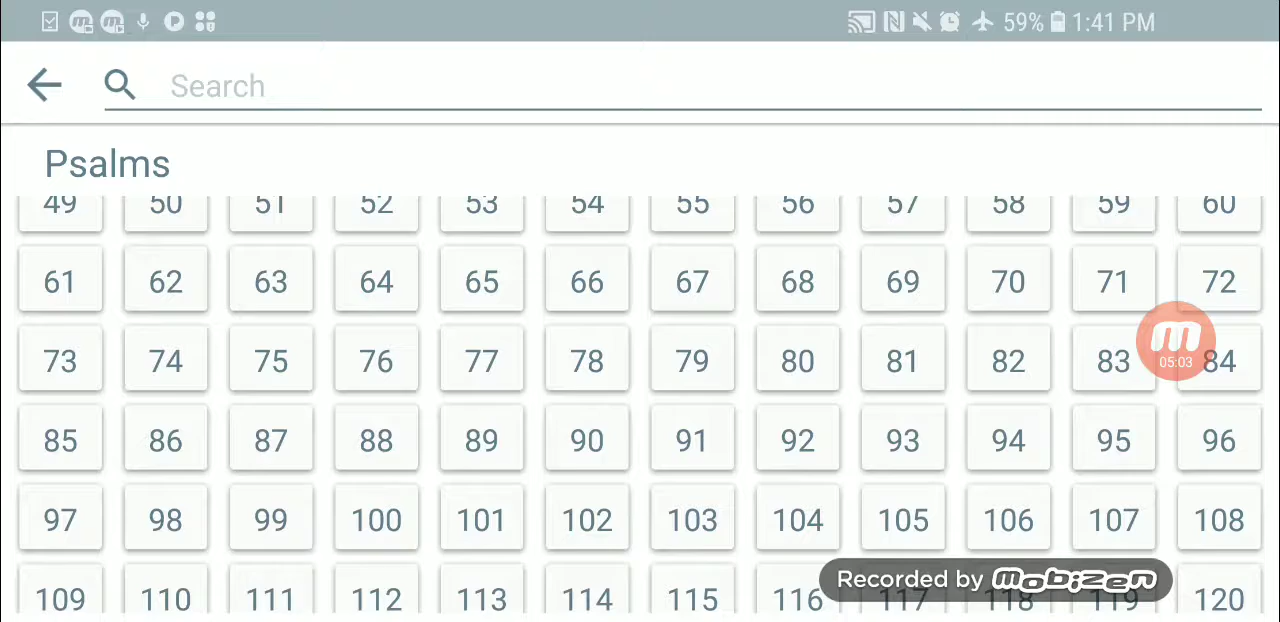 59% 1:41 PM
Search
Psalms
49 50 51 52 53 54 55 56 57 58 59 60
61 62 63 64 65 66 67 68 69 70 71 72
73 74 75 76 77 78 79 80 81 82 83 84
05:03
85 86 87 88 89 90 91 92 93 94 95 96
97 98 99 100 101 102 103 104 105 106 107 108
Recorded by mobizen
109 110 111 112 113 114 115 116 117 118 119 120